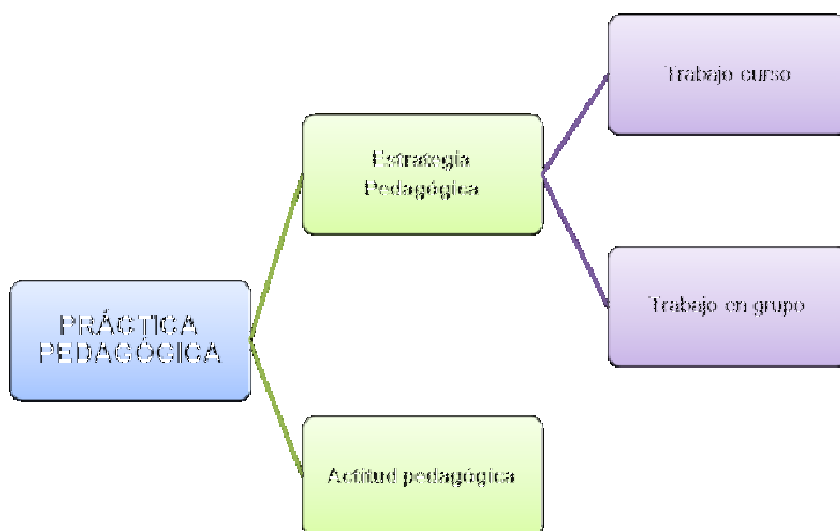 PRÁCTICA
PEDAGÓGICA
Estrategia
Pedagógica
Actitud pedagógica
Trabajo curso
Trabajo en grupo